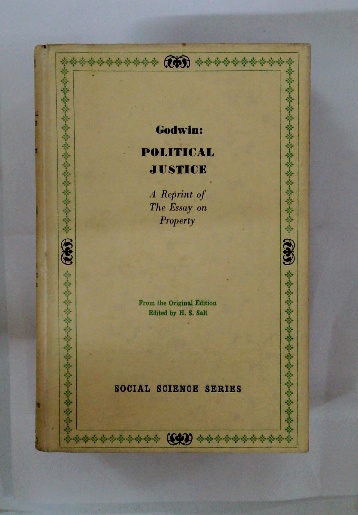 Godwin:
POLITICAL
JUSTICE
A Reprint of
The Essay on
Property
From the Original Edition
Edited by H. S. Salt
SOCIAL SCIENCE SERIES